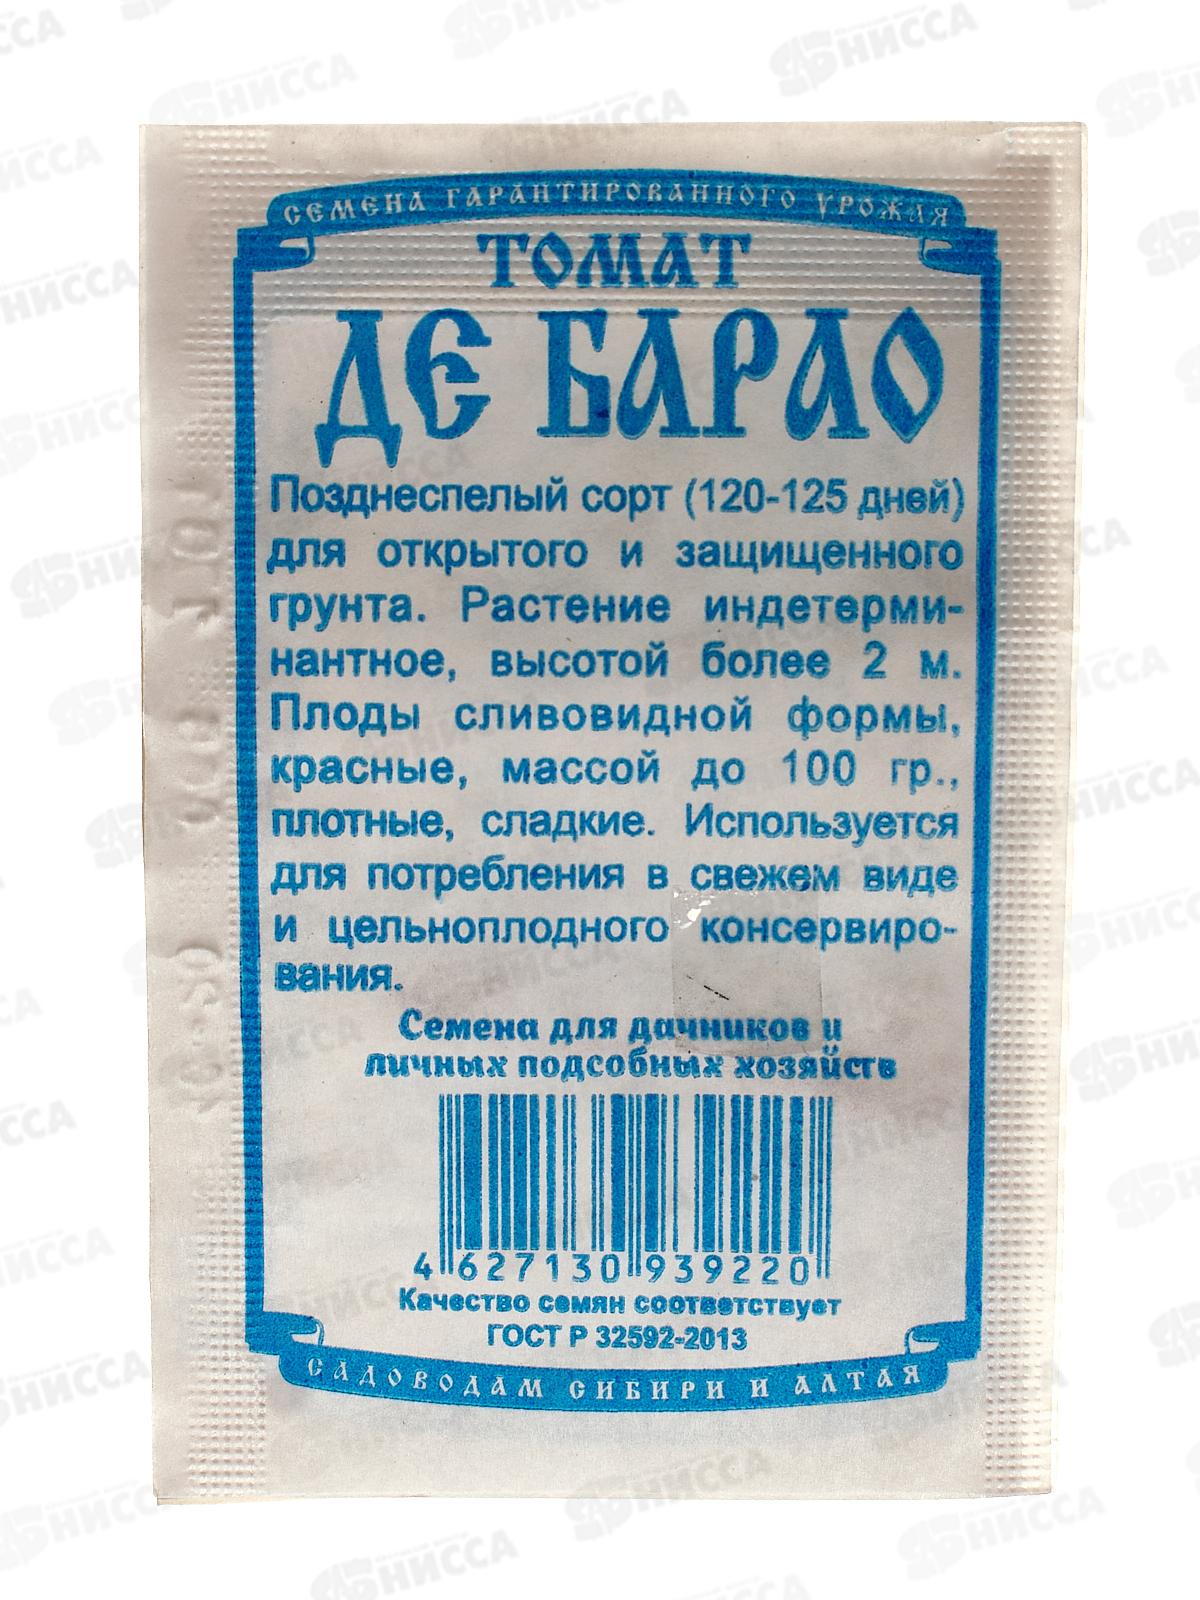 СЕМЕНА ГАРАНТИРОВАННОГО УРОЖАЯ
ТОМАТ
ДЕ БАРАО
Позднеспелый сорт (120-125 дней)
для открытого и защищенного
грунта. Растение индетерми-
нантное, высотой более 2 м.
Плоды сливовидной формы,
красные, массой до 100 гр.,
плотные, сладкие. Используется
для потребления в свежем виде
и цельноплодного консервиро-
вания.
Семена для дачников и
личных подсобных хозяйств
4 627130 939220
Качество семян соответствует
ГОСТ Р 32592-2013
САДОВОДАМ СИБИРИ И АЛТАЯ